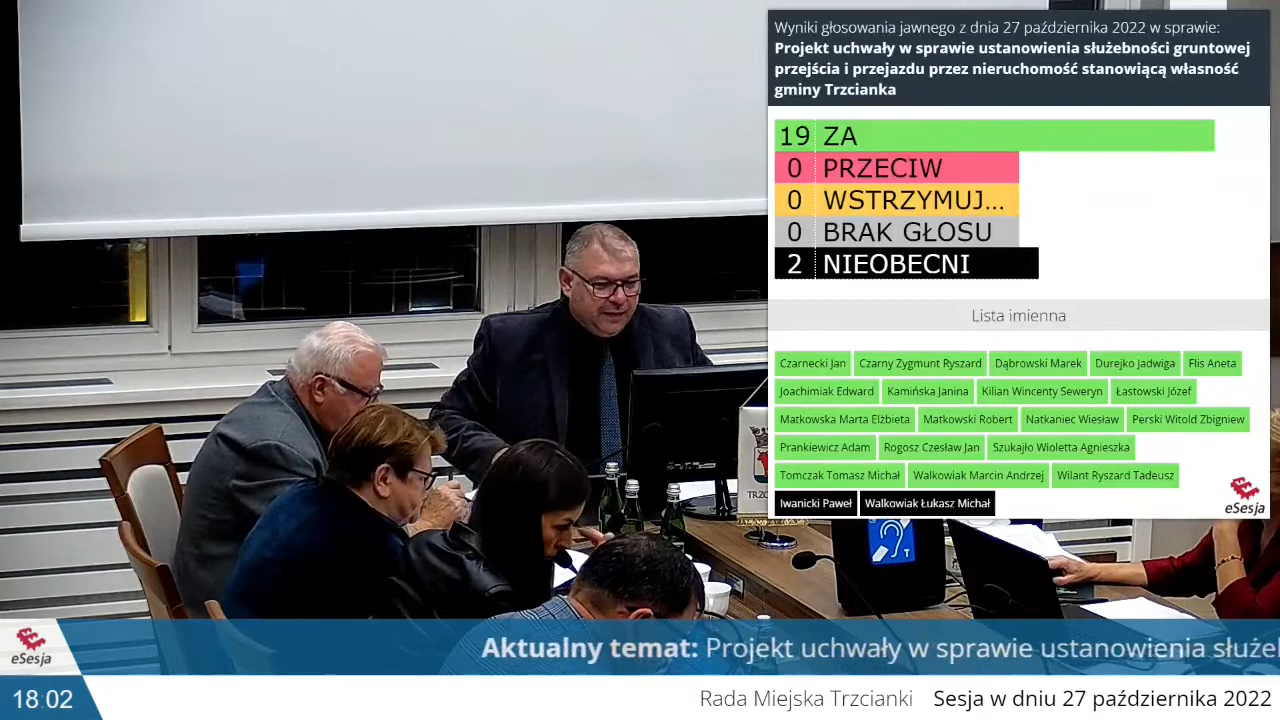 Wyniki głosowania jawnego z dnia 27 października 2022 w sprawie:
Projekt uchwały w sprawie ustanowienia służebności gruntowej
przejścia i przejazdu przez nieruchomość stanowiącą własność
gminy Trzcianka
19 ZA
0 PRZECIW
0 WSTRZYMUJ...
0 BRAK GŁOSU
2 NIEOBECNI
Lista imienna
Czarnecki Jan Czarny Zygmunt Ryszard Dąbrowski Marek Durejko Jadwiga Flis Aneta
Joachimiak Edward Kamińska Janina Kilian Wincenty Seweryn Łastowski Józef
Matkowska Marta Elżbieta Matkowski Robert Natkaniec Wiesław Perski Witold Zbigniew
Prankiewicz Adam Rogosz Czesław Jan Szukajło Wioletta Agnieszka
Tomczak Tomasz Michał Walkowiak Marcin Andrzej Wilant Ryszard Tadeusz
Iwanicki Paweł Walkowiak Łukasz Michał
eSesja
T
eSesja
Aktualny temat: Projekt uchwały w sprawie ustanowienia służe
18:02
Rada Miejska Trzcianki Sesja w dniu 27 października 2022